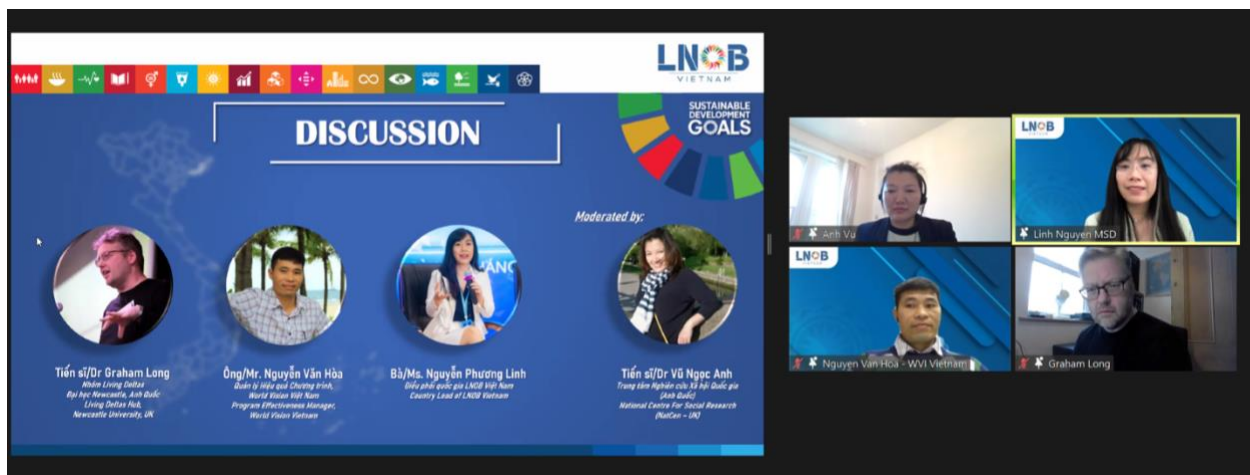 LNOB
VIETNAM
SUSTAINABLE
DEVELOPMENT
GOALS
DISCUSSION
Moderated by:
Tiến sĩ/Dr Graham Long
Nhóm Living Deltas
Đại học Newcastle, Anh Quốc
Living Deltas Hub,
Newcastle University, UK
Ông/Mr. Nguyễn Văn Hòa
Quản lý Hiệu quả Chương trình,
World Vision Việt Nam
Program Effectiveness Manager,
World Vision Vietnam
Bà/Ms. Nguyễn Phương Linh
Điều phối quốc gia LNOB Việt Nam
Country Lead of LNOB Vietnam
Tiến sĩ/Dr Vũ Ngọc Anh
Trung tâm Nghiên cứu Xã hội Quốc gia
(Anh Quốc)
National Centre For Social Research
(NatCen – UK)
Anh Vu
LNOB
Linh Nguyen MSD
LNOB
Nguyen Van Hoa - WVI Vietnam
Graham Long